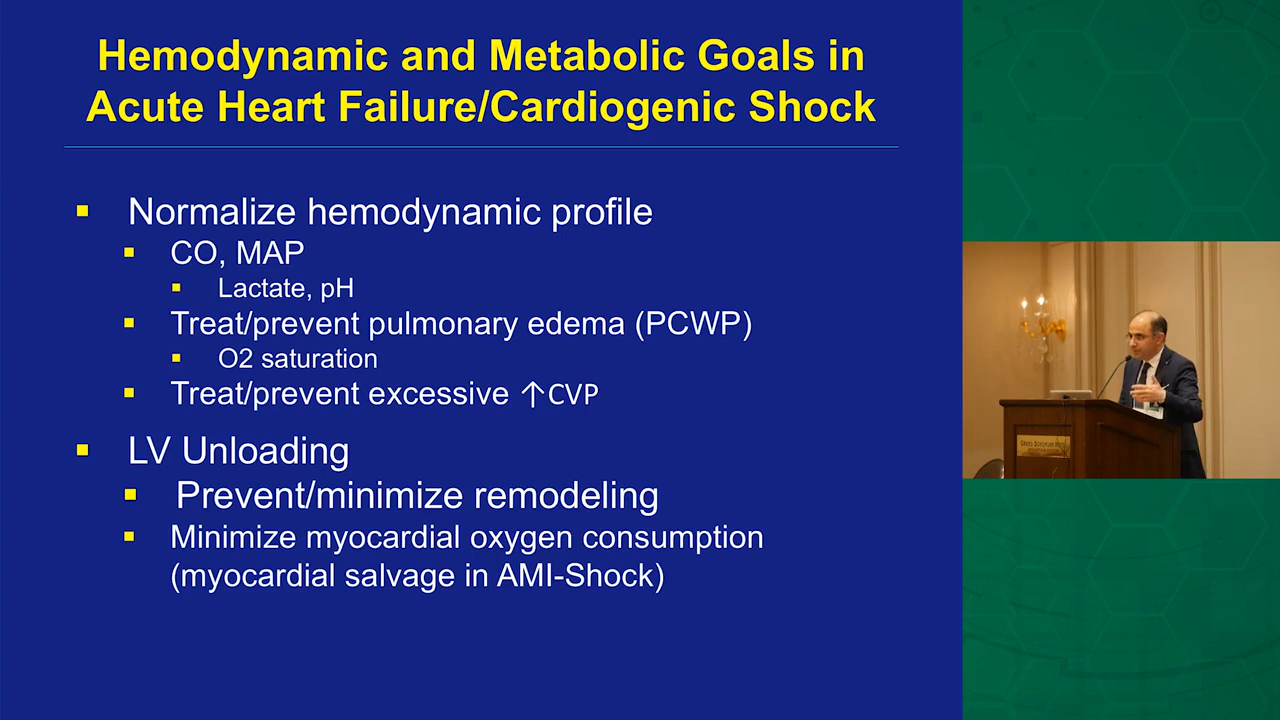 Hemodynamic and Metabolic Goals in
Acute Heart Failure/Cardiogenic Shock
▪ Normalize hemodynamic profile
▪ CO, MAP
▪ Lactate, pH
▪ Treat/prevent pulmonary edema (PCWP)
▪ O2 saturation
▪ Treat/prevent excessive ↑CVP
▪ LV Unloading
▪ Prevent/minimize remodeling
▪ Minimize myocardial oxygen consumption
(myocardial salvage in AMI-Shock)